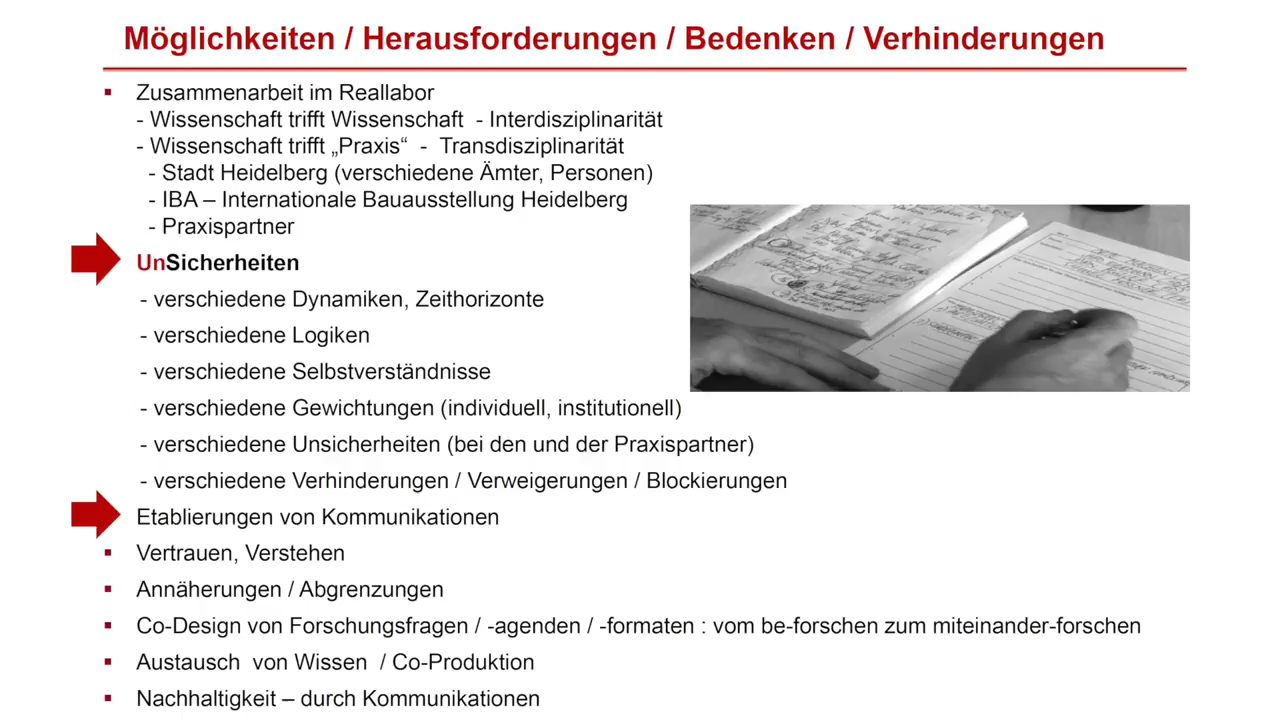 Möglichkeiten / Herausforderungen / Bedenken / Verhinderungen
Zusammenarbeit im Reallabor
- Wissenschaft trifft Wissenschaft - Interdisziplinarität
- Wissenschaft trifft „Praxis“ - Transdisziplinarität
- Stadt Heidelberg (verschiedene Ämter, Personen)
- IBA – Internationale Bauausstellung Heidelberg
- Praxispartner
UnSicherheiten
- verschiedene Dynamiken, Zeithorizonte
- verschiedene Logiken
- verschiedene Selbstverständnisse
- verschiedene Gewichtungen (individuell, institutionell)
- verschiedene Unsicherheiten (bei den und der Praxispartner)
- verschiedene Verhinderungen / Verweigerungen / Blockierungen
Etablierungen von Kommunikationen
Vertrauen, Verstehen
Annäherungen / Abgrenzungen
Co-Design von Forschungsfragen / -agenden / -formaten : vom be-forschen zum miteinander-forschen
Austausch von Wissen / Co-Produktion
Nachhaltigkeit – durch Kommunikationen